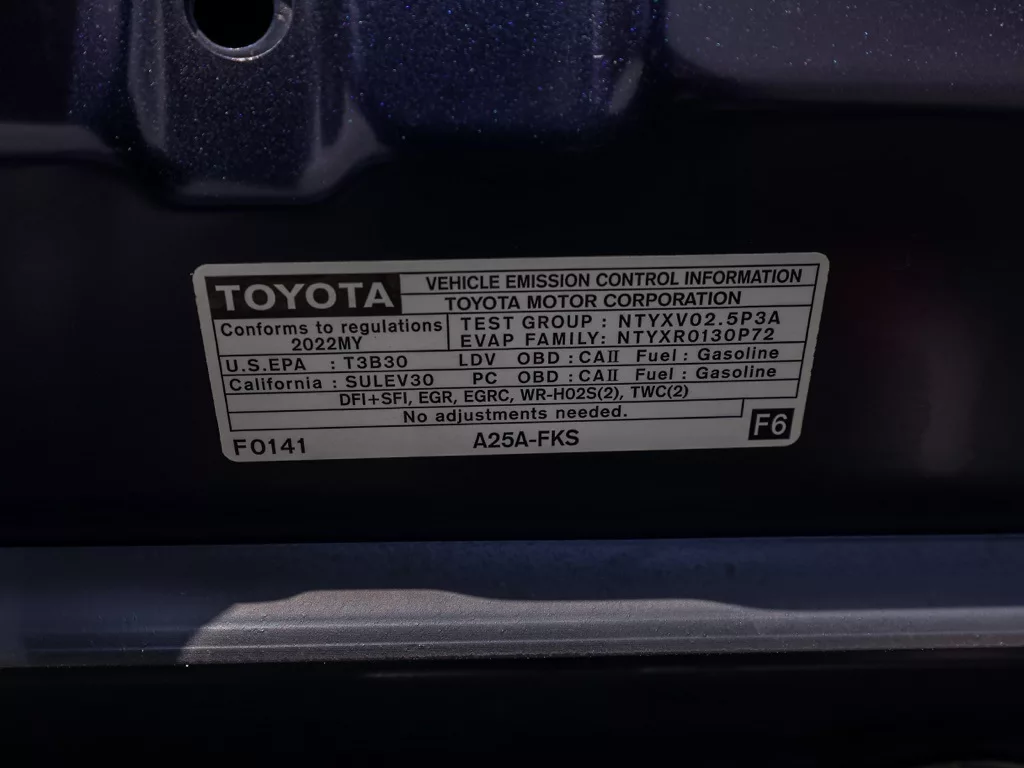 TOYOTA
VEHICLE EMISSION CONTROL INFORMATION
TOYOTA MOTOR CORPORATION
Conforms to regulations
2022MY
TEST GROUP : NTYXV02.5P3A
EVAP FAMILY: NTYXR0130P72
U.S.EPA : T3B30 LDV OBD : CAII Fuel : Gasoline
California : SULEV30 PC OBD : CAII Fuel : Gasoline
DFI+SFI, EGR, EGRC, WR-HO2S(2), TWC(2)
No adjustments needed.
F0141 A25A-FKS F6